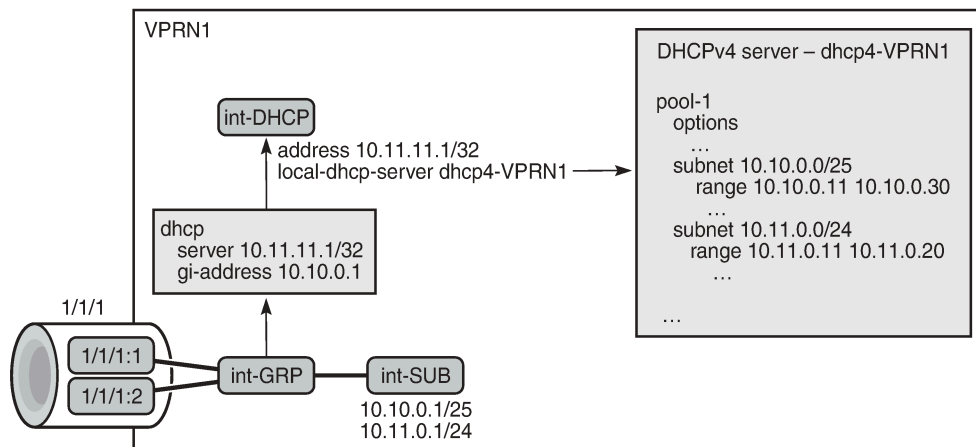 VPRN1
DHCPv4 server – dhcp4-VPRN1
pool-1
options
...
subnet 10.10.0.0/25
range 10.10.0.11 10.10.0.30
...
subnet 10.11.0.0/24
range 10.11.0.11 10.11.0.20
...
...
int-DHCP
address 10.11.11.1/32
local-dhcp-server dhcp4-VPRN1
dhcp
server 10.11.11.1/32
gi-address 10.10.0.1
1/1/1
1/1/1:1
1/1/1:2
int-GRP
int-SUB
10.10.0.1/25
10.11.0.1/24